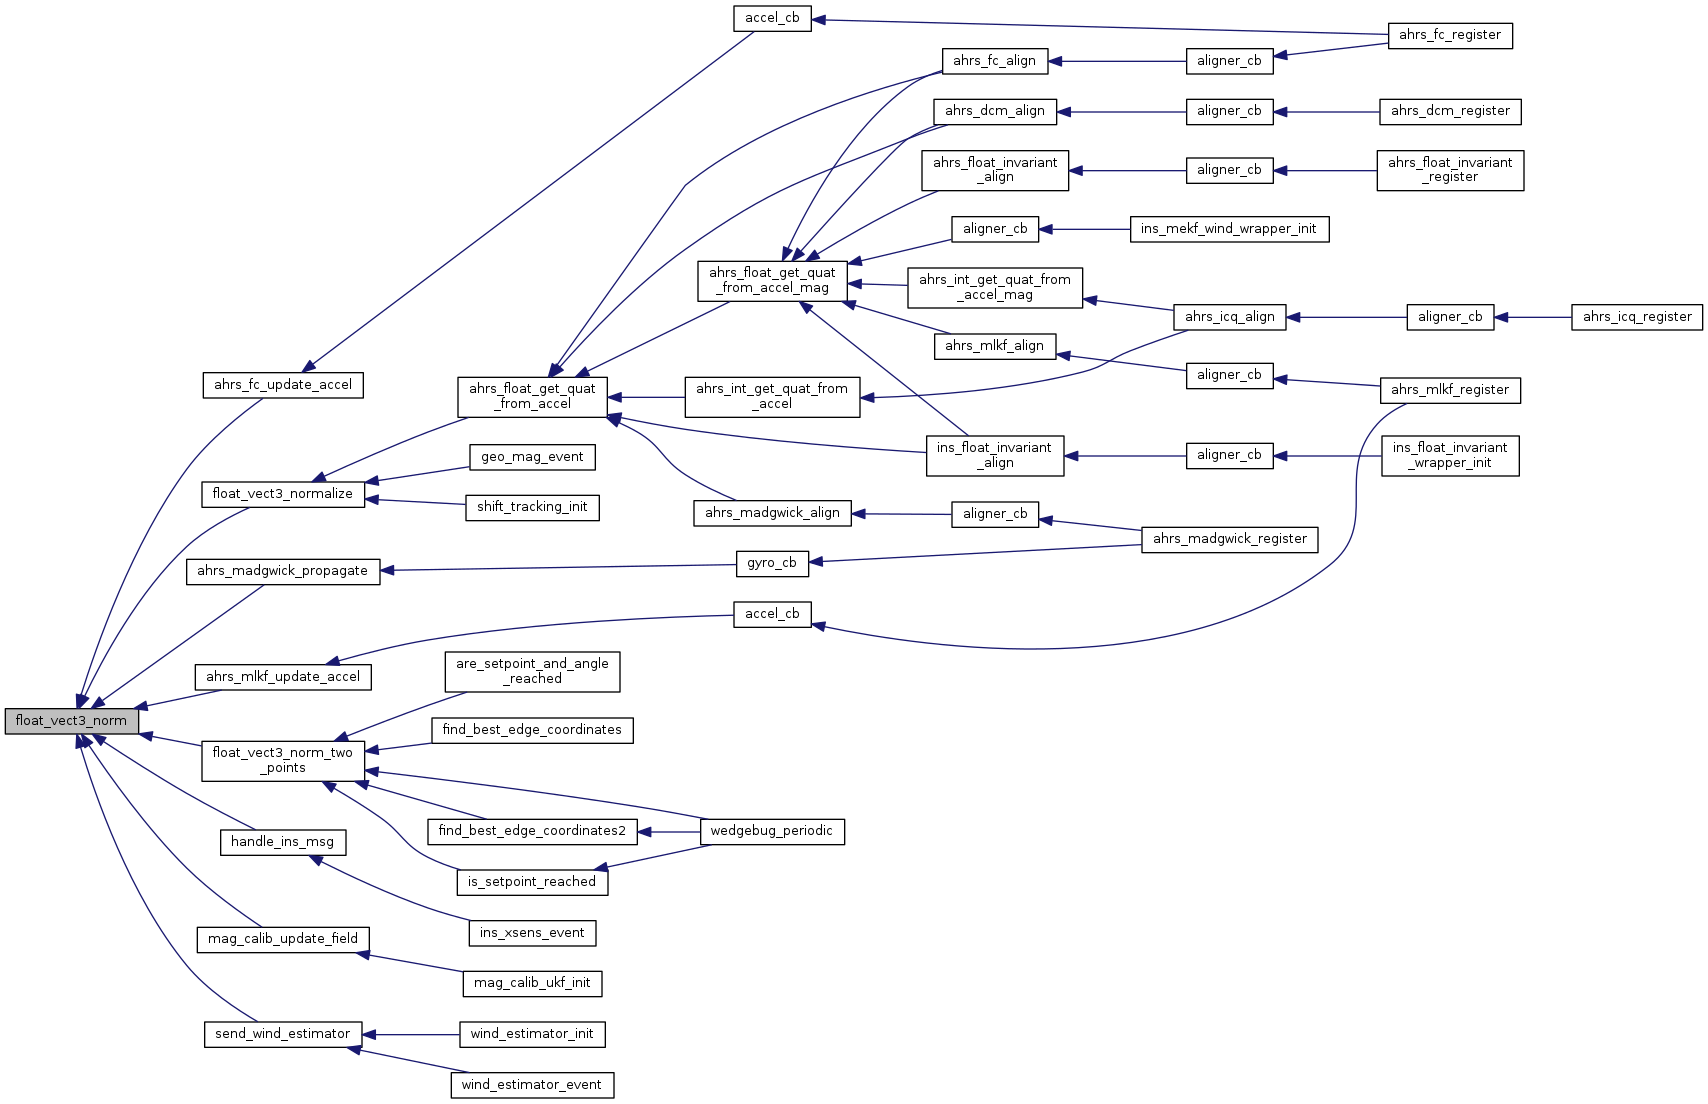 accel_cb
ahrs_fc_register
ahrs_fc_align
aligner_cb
ahrs_dcm_align
aligner_cb
ahrs_dcm_register
ahrs_float_invariant
_align
aligner_cb
ahrs_float_invariant
_register
aligner_cb
ins_mekf_wind_wrapper_init
ahrs_float_get_quat
_from_accel_mag
ahrs_int_get_quat_from
_accel_mag
ahrs_icq_align
aligner_cb
ahrs_icq_register
ahrs_mlkf_align
aligner_cb
ahrs_mlkf_register
ahrs_fc_update_accel
ahrs_float_get_quat
_from_accel
ahrs_int_get_quat_from
_accel
ins_float_invariant
_align
aligner_cb
ins_float_invariant
_wrapper_init
geo_mag_event
float_vect3_normalize
shift_tracking_init
ahrs_madgwick_align
aligner_cb
ahrs_madgwick_register
ahrs_madgwick_propagate
gyro_cb
accel_cb
ahrs_mlkf_update_accel
are_setpoint_and_angle
_reached
float_vect3_norm
find_best_edge_coordinates
float_vect3_norm_two
_points
find_best_edge_coordinates2
wedgebug_periodic
handle_ins_msg
is_setpoint_reached
ins_xsens_event
mag_calib_update_field
mag_calib_ukf_init
send_wind_estimator
wind_estimator_init
wind_estimator_event